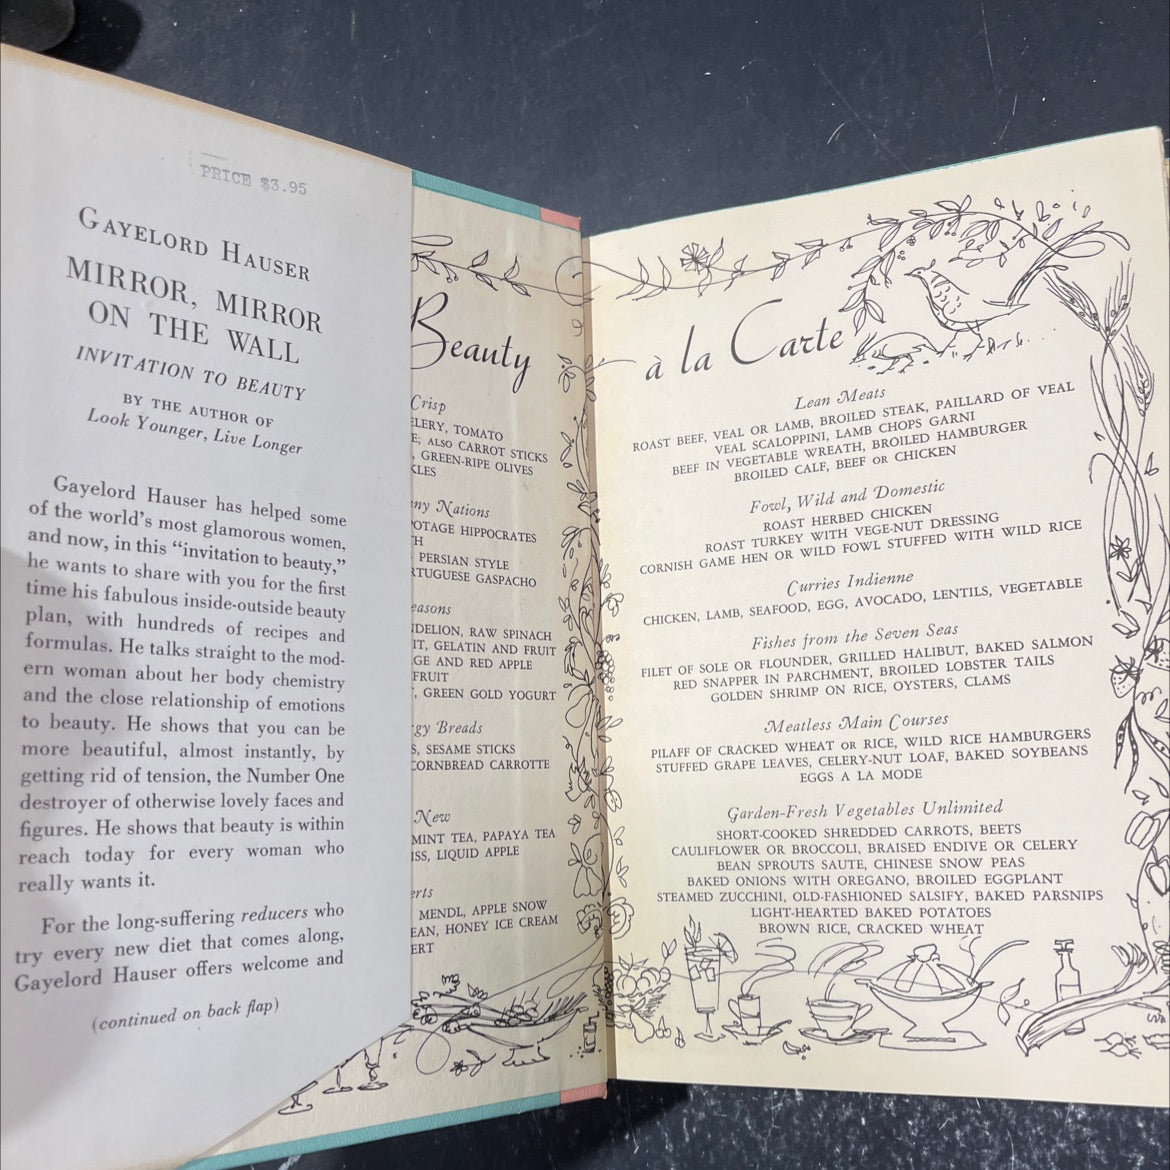 PRICE $3.95
GAYELORD HAUSER
MIRROR, MIRROR
ON THE WALL
INVITATION TO BEAUTY
BY THE AUTHOR OF
Look Younger, Live Longer
Gayelord Hauser has helped some
of the world's most glamorous women,
and now, in this "invitation to beauty,"
he wants to share with you for the first
time his fabulous inside-outside beauty
plan, with hundreds of recipes and
formulas. He talks straight to the mod-
ern woman about her body chemistry
and the close relationship of emotions
to beauty. He shows that you can be
more beautiful, almost instantly, by
getting rid of tension, the Number One
destroyer of otherwise lovely faces and
figures. He shows that beauty is within
reach today for every woman who
really wants it.
For the long-suffering reducers who
try every new diet that comes along,
Gayelord Hauser offers welcome and
(continued on back flap)
Beauty
Crisp
TOMATO
ALSO CARROT STICKS
GREEN-RIPE OLIVES
Nations
POTAGE HIPPOCRATES
PERSIAN STYLE
GASPACHO
RAW SPINACH
GELATIN AND FRUIT
AND RED APPLE
FRUIT
GREEN GOLD YOGURT
Breads
SESAME STICKS
CORNBREAD CARROTTE
New
MINT TEA, PAPAYA TEA
LIQUID APPLE
MENDL, APPLE SNOW
HONEY ICE CREAM
à la Carte
Lean Meats
ROAST BEEF, VEAL OR LAMB, BROILED STEAK, PAILLARD OF VEAL
VEAL SCALOPPINI, LAMB CHOPS GARNI
BEEF IN VEGETABLE WREATH, BROILED HAMBURGER
BROILED CALF, BEEF OR CHICKEN
Fowl, Wild and Domestic
ROAST HERBED CHICKEN
ROAST TURKEY WITH VEGE-NUT DRESSING
CORNISH GAME HEN OR WILD FOWL STUFFED WITH WILD RICE
Curries Indienne
CHICKEN, LAMB, SEAFOOD, EGG, AVOCADO, LENTILS, VEGETABLE
Fishes from the Seven Seas
FILET OF SOLE OR FLOUNDER, GRILLED HALIBUT, BAKED SALMON
RED SNAPPER IN PARCHMENT, BROILED LOBSTER TAILS
GOLDEN SHRIMP ON RICE, OYSTERS, CLAMS
Meatless Main Courses
PILAFF OF CRACKED WHEAT OR RICE, WILD RICE HAMBURGERS
STUFFED GRAPE LEAVES, CELERY-NUT LOAF, BAKED SOYBEANS
EGGS A LA MODE
Garden-Fresh Vegetables Unlimited
SHORT-COOKED SHREDDED CARROTS, BEETS
CAULIFLOWER OR BROCCOLI, BRAISED ENDIVE OR CELERY
BEAN SPROUTS SAUTE, CHINESE SNOW PEAS
BAKED ONIONS WITH OREGANO, BROILED EGGPLANT
STEAMED ZUCCHINI, OLD-FASHIONED SALSIFY, BAKED PARSNIPS
LIGHT-HEARTED BAKED POTATOES
BROWN RICE, CRACKED WHEAT